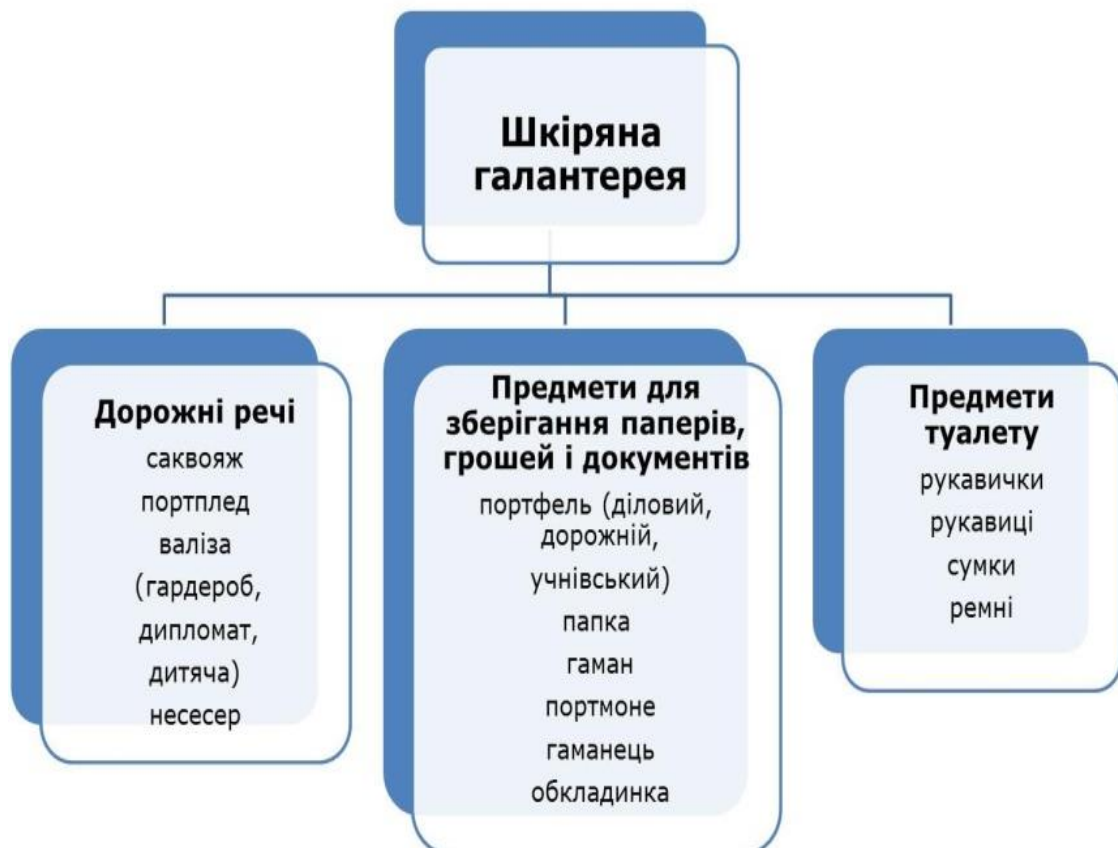 Шкіряна
галантерея
Дорожні речі
саквояж
портплед
валіза
(гардероб,
дипломат,
дитяча)
несесер
Предмети для
зберігання паперів,
грошей і документів
портфель (діловий,
дорожній,
учнівський)
папка
гаман
портмоне
гаманець
обкладинка
Предмети
туалету
рукавички
рукавиці
сумки
ремні